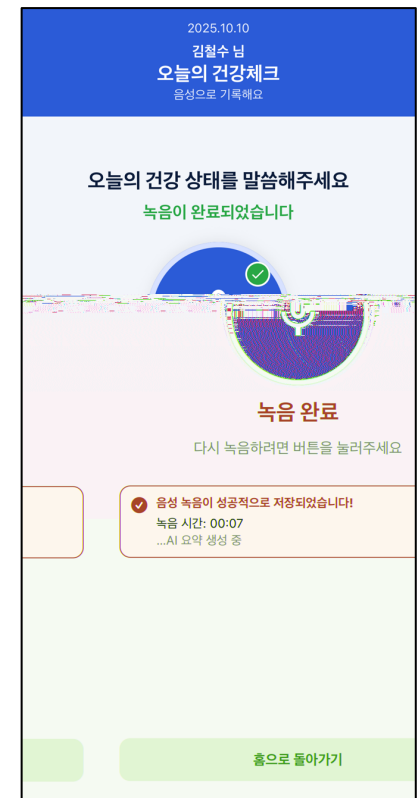 2025.10.10
김철수 님
오늘의 건강체크
음성으로 기록해요
오늘의 건강 상태를 말씀해주세요
녹음이 완료되었습니다
녹음 완료
다시 녹음하려면 버튼을 눌러주세요
음성 녹음이 성공적으로 저장되었습니다!
녹음 시간: 00:07
...AI 요약 생성 중
홈으로 돌아가기